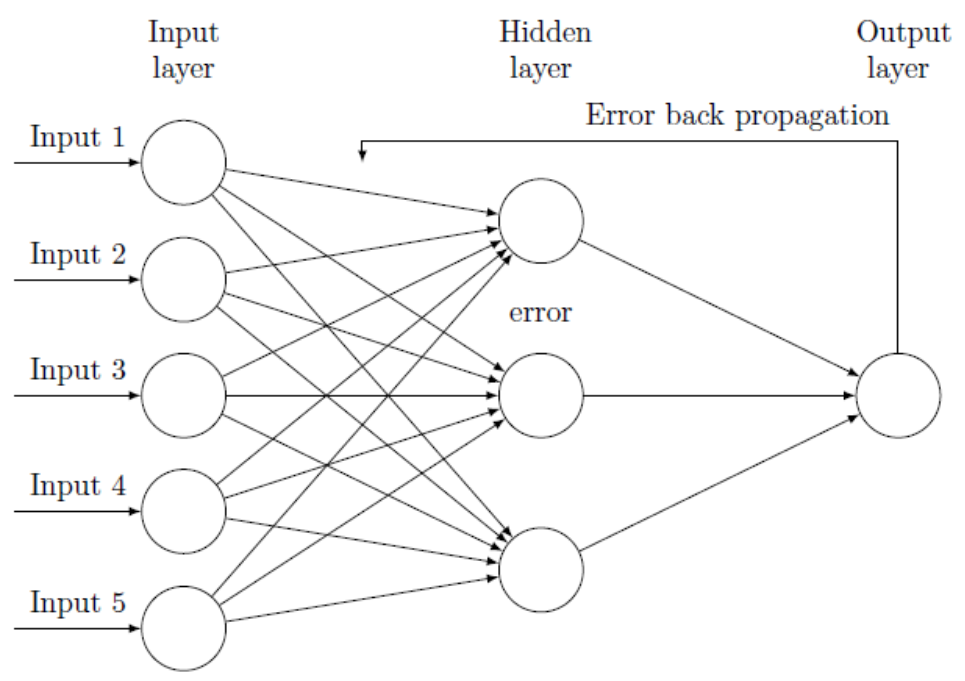 Input
layer
Hidden
layer
Output
layer
Error back propagation
Input 1
Input 2
error
Input 3
Input 4
Input 5